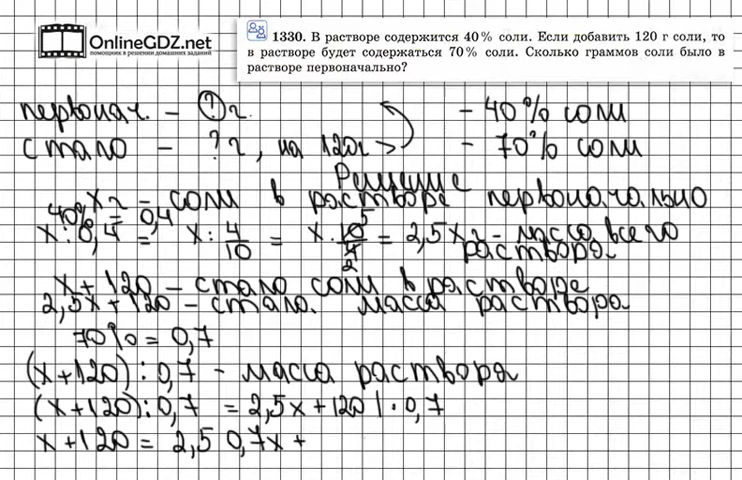 OnlineGDZ.net
помощник в решении домашних заданий
1330. В растворе содержится 40 % соли. Если добавить 120 г соли, то
в растворе будет содержаться 70 % соли. Сколько граммов соли было в
растворе первоначально?
первонач. – ? г. – 40% соли
стало – ? г, на 120г > – 70% соли
Решение
x г – соли в растворе первоначально
40% = 0,4
x : 0,4 = x : 4/10 = x · 10/4 5 2 = 2,5x г – масса всего
раствора
x + 120 – стало соли в растворе
2,5x + 120 – стало масса раствора
70% = 0,7
(x+120) : 0,7 – масса раствора
(x+120) : 0,7 = 2,5x + 120 | · 0,7
x + 120 = 2,5 0,7x +